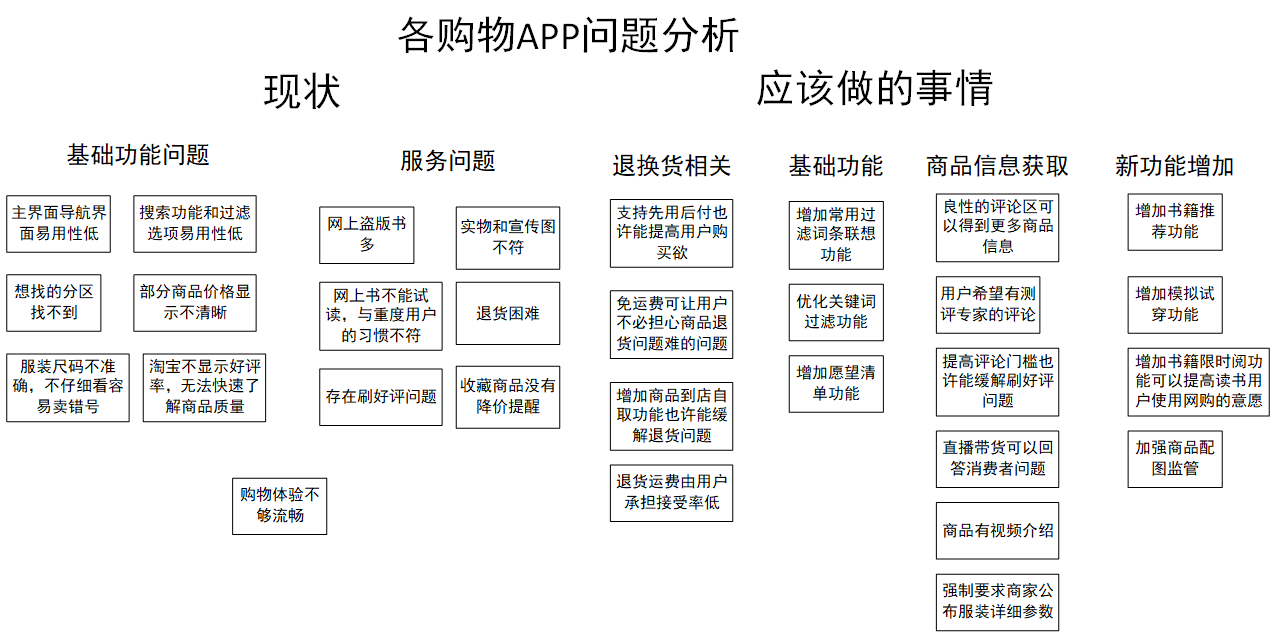 各购物APP问题分析
现状
应该做的事情
基础功能问题
主界面导航界
面易用性低
搜索功能和过滤
选项易用性低
想找的分区
找不到
部分商品价格显
示不清晰
服装尺码不准
确，不仔细看容
易卖错号
淘宝不显示好评
率，无法快速了
解商品质量
购物体验不
够流畅
服务问题
网上盗版书
多
实物和宣传图
不符
网上书不能试
读，与重度用户
的习惯不符
退货困难
存在刷好评问题
收藏商品没有
降价提醒
退换货相关
支持先用后付也
许能提高用户购
买欲
免运费可让用户
不必担心商品退
货问题难的问题
增加商品到店自
取功能也许能缓
解退货问题
退货运费由用户
承担接受率低
基础功能
增加常用过
滤词条联想
功能
优化关键词
过滤功能
增加愿望清
单功能
商品信息获取
良性的评论区可
以得到更多商品
信息
用户希望有测
评专家的评论
提高评论门槛也
许能缓解刷好评
问题
直播带货可以回
答消费者问题
商品有视频介绍
强制要求商家公
布服装详细参数
新功能增加
增加书籍推
荐功能
增加模拟试
穿功能
增加书籍限时阅功
能可以提高读书用
户使用网购的意愿
加强商品配
图监管